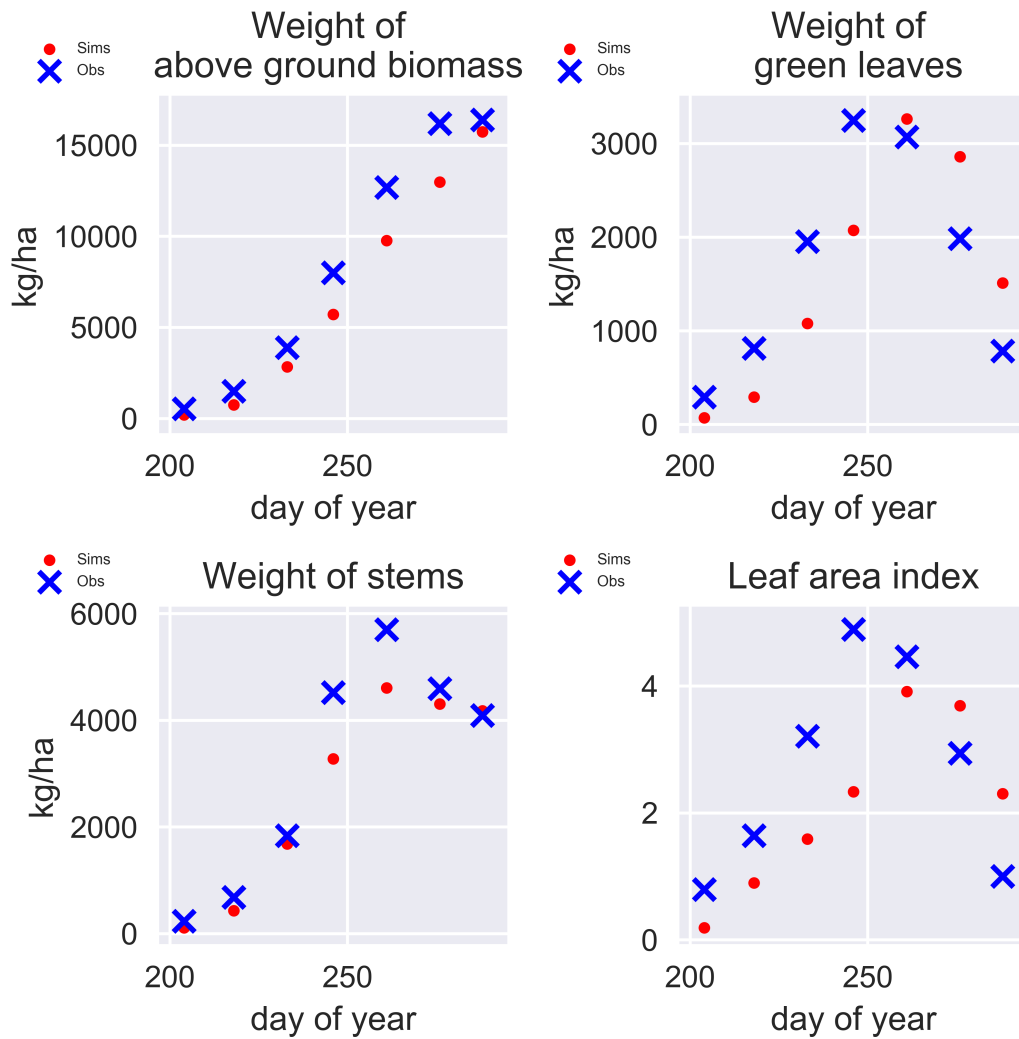 Weight of
above ground biomass
Sims
Obs
kg/ha
15000
10000
5000
0
200 250
day of year
Weight of
green leaves
Sims
Obs
kg/ha
3000
2000
1000
0
200 250
day of year
Weight of stems
Sims
Obs
kg/ha
6000
4000
2000
0
200 250
day of year
Leaf area index
Sims
Obs
4
2
0
200 250
day of year